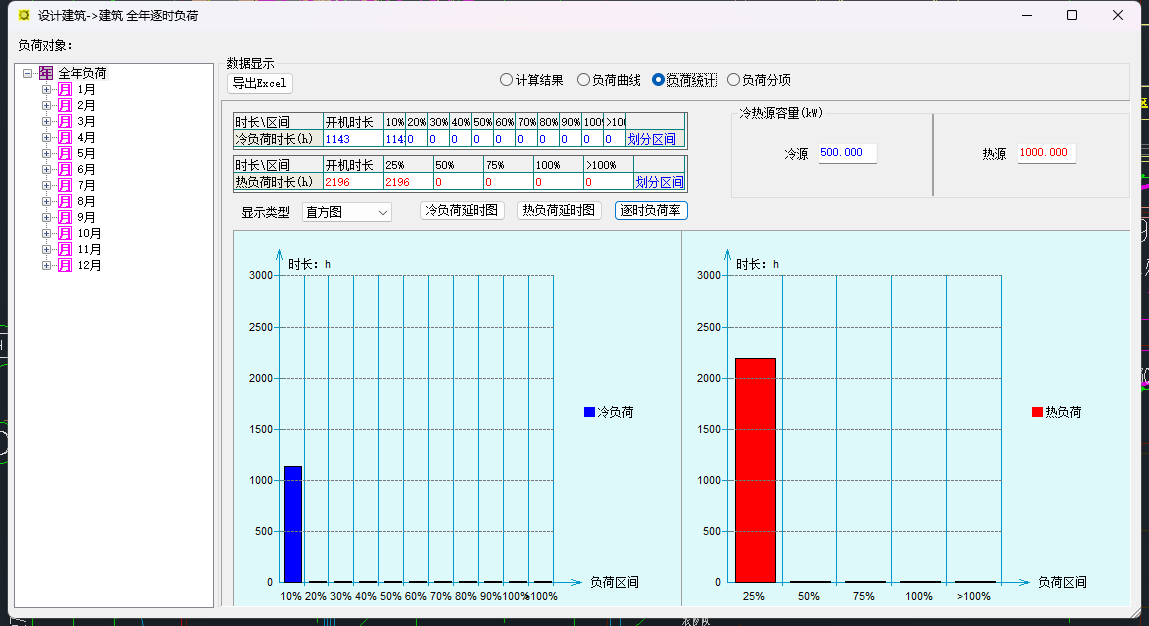 设计建筑->建筑 全年逐时负荷
负荷对象:
全年负荷
1月
2月
3月
4月
5月
6月
7月
8月
9月
10月
11月
12月
数据显示
导出Excel
计算结果 负荷曲线 负荷统计 负荷分项
时长\区间 开机时长 10% 20% 30% 40% 50% 60% 70% 80% 90% 100% >100
冷负荷时长(h) 1143 1143 0 0 0 0 0 0 0 0 0 0 划分区间
时长\区间 开机时长 25% 50% 75% 100% >100%
热负荷时长(h) 2196 2196 0 0 0 0 划分区间
冷热源容量(kW)
冷源 500.000 热源 1000.000
显示类型 直方图 冷负荷延时图 热负荷延时图 逐时负荷率
时长: h
3000
2500
2000
1500
1000
500
0
10% 20% 30% 40% 50% 60% 70% 80% 90% 100% >100%
负荷区间
冷负荷
时长: h
3000
2500
2000
1500
1000
500
0
25% 50% 75% 100% >100%
负荷区间
热负荷